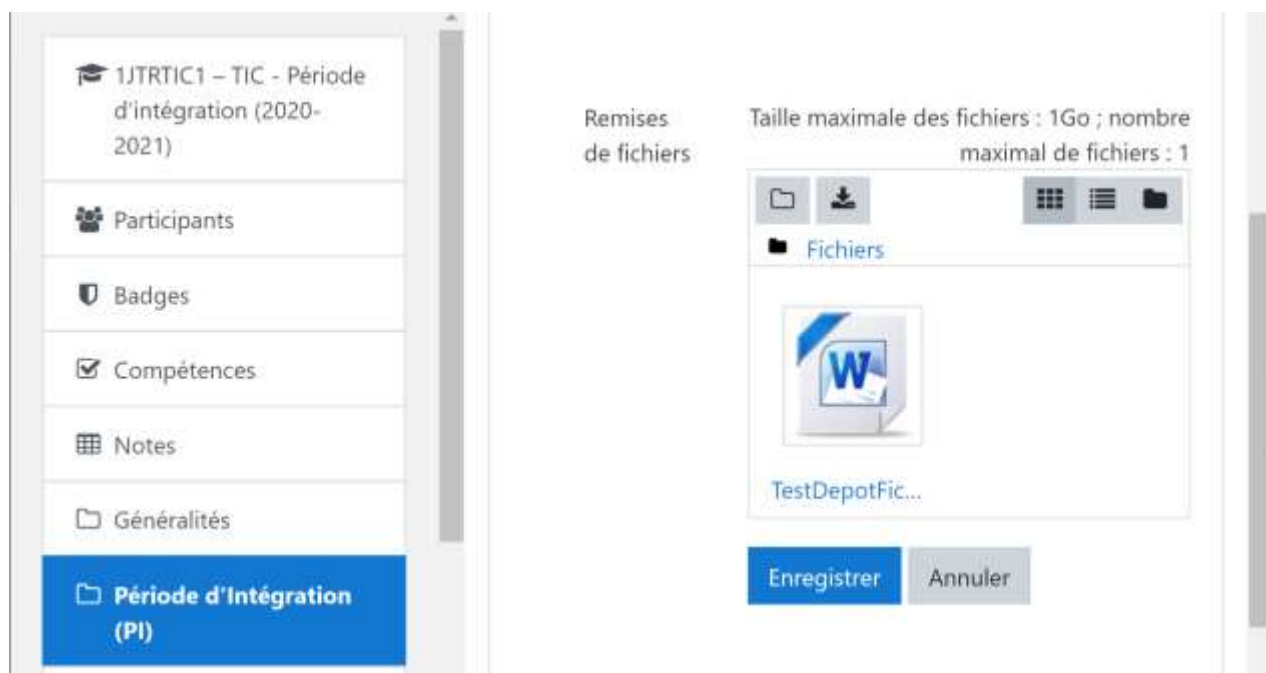 1JTRTIC1 – TIC - Période
d'intégration (2020-
2021)
Participants
Badges
Compétences
Notes
Généralités
Période d'Intégration
(PI)
Remises
de fichiers
Taille maximale des fichiers : 1Go ; nombre
maximal de fichiers : 1
Fichiers
W
TestDepotFic...
Enregistrer
Annuler